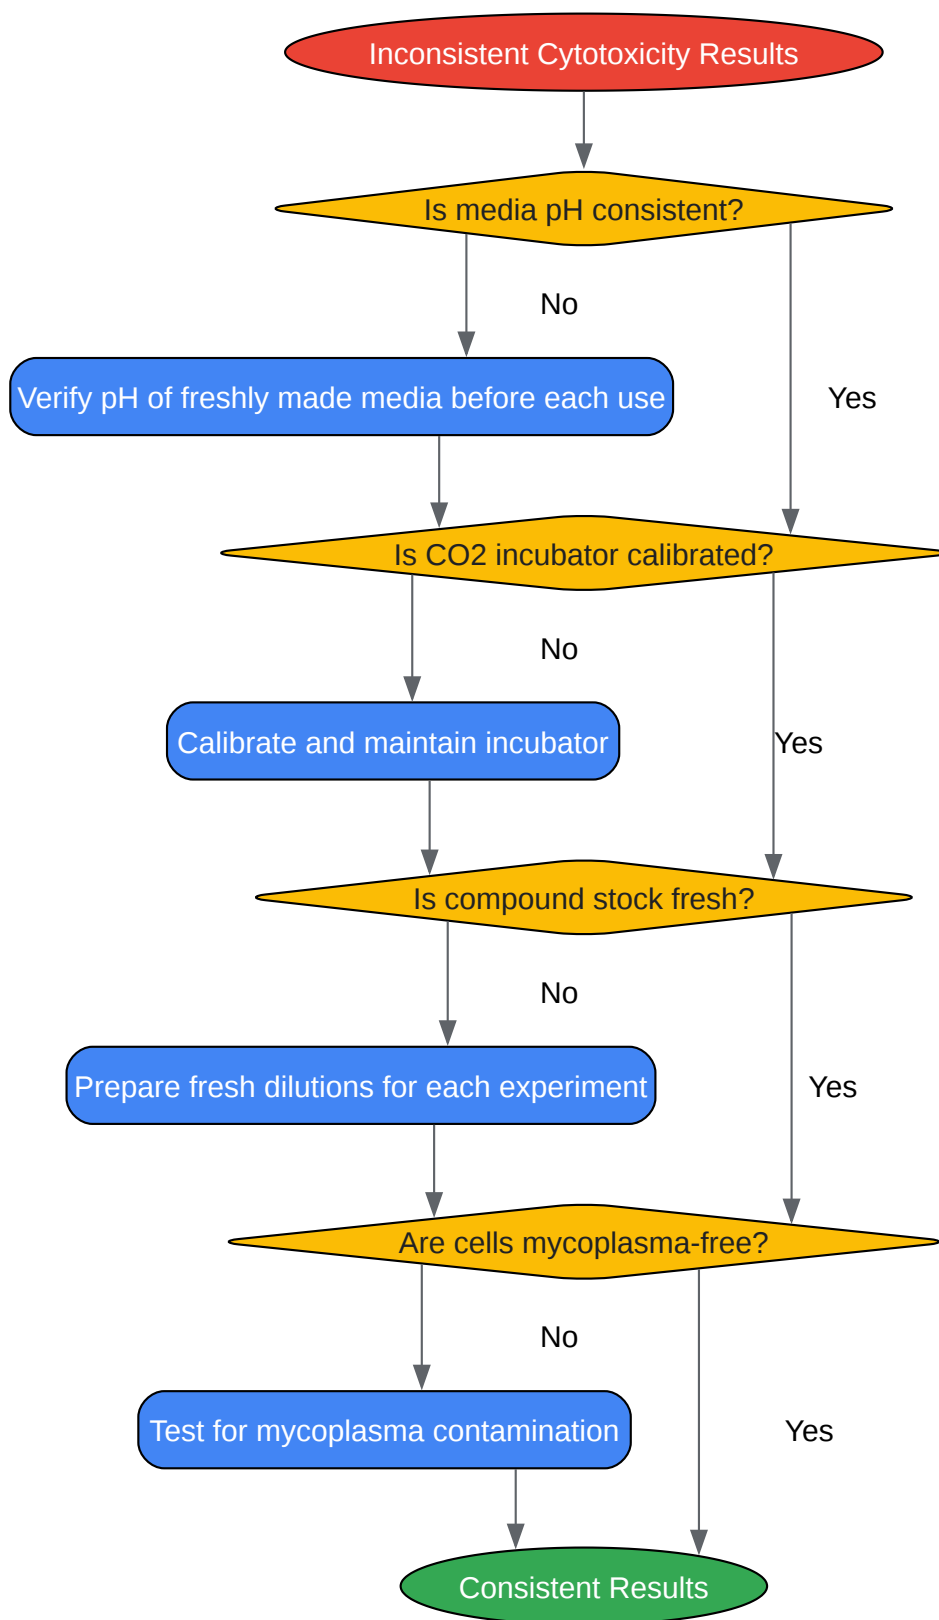 Inconsistent Cytotoxicity Results
Is media pH consistent?
No
Verify pH of freshly made media before each use
Yes
Is CO2 incubator calibrated?
No
Calibrate and maintain incubator
Yes
Is compound stock fresh?
No
Prepare fresh dilutions for each experiment
Yes
Are cells mycoplasma-free?
No
Test for mycoplasma contamination
Yes
Consistent Results